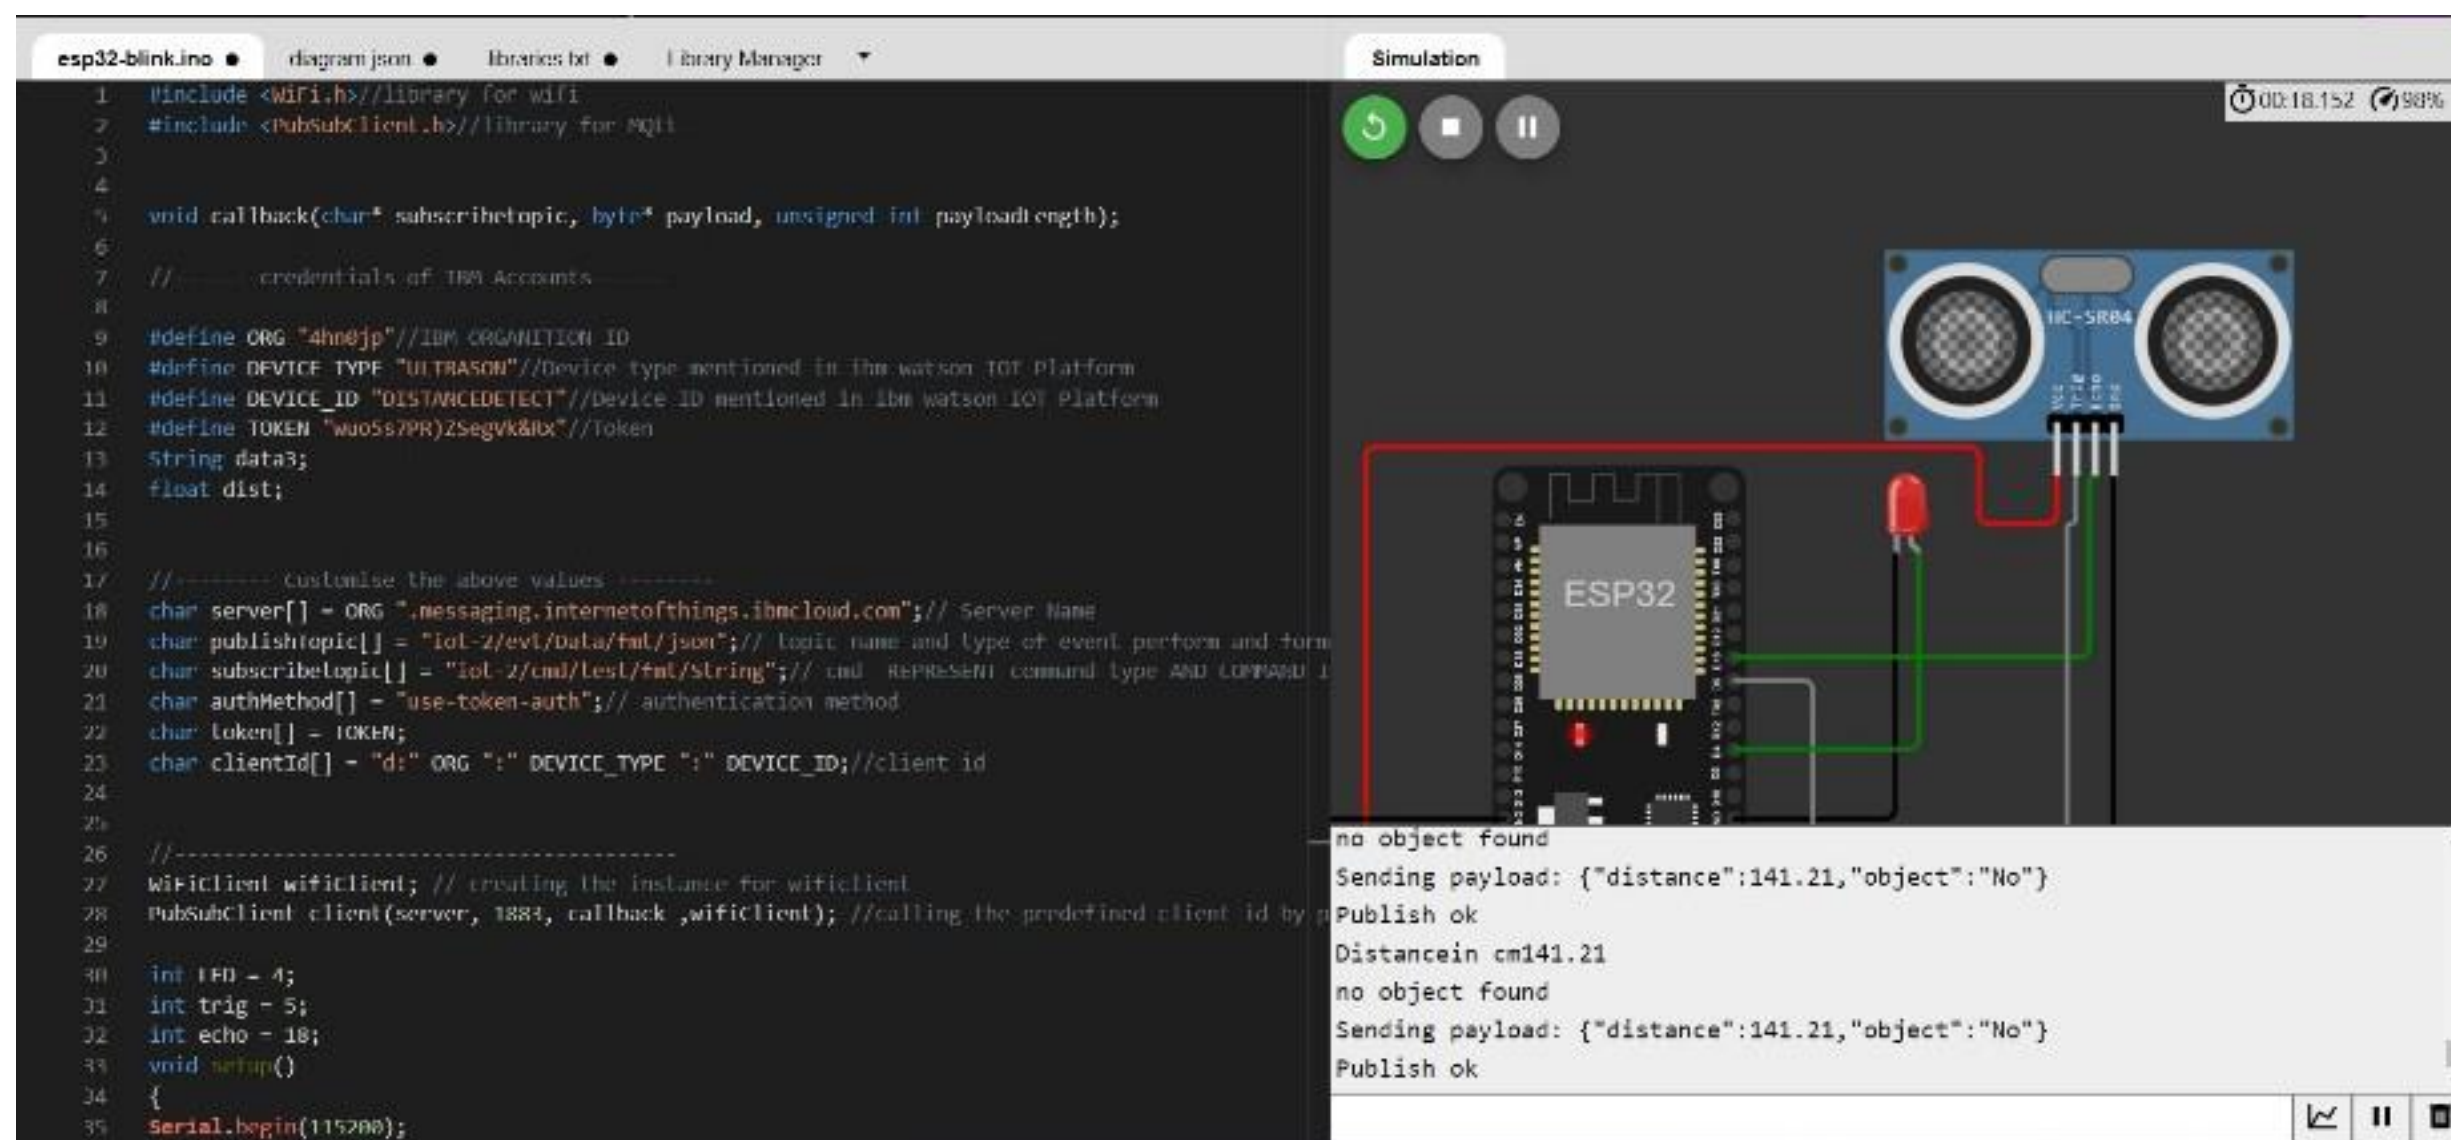 esp32-blink.ino ● diagram.json ● libraries.txt ● Library Manager
1 #include <WiFi.h>//library for wifi
2 #include <PubSubClient.h>//library for MQtt
3
4
5 void callback(char* subscribetopic, byte* payload, unsigned int payloadLength);
6
7 //------- credentials of IBM Accounts------
8
9 #define ORG "4hn0jp"//IBM ORGANITION ID
10 #define DEVICE_TYPE "ULTRASON"//Device type mentioned in ibm watson IOT Platform
11 #define DEVICE_ID "DISTANCEDETECT"//Device ID mentioned in ibm watson IOT Platform
12 #define TOKEN "wuo5s7PR)ZSegVk&Rx"//Token
13 String data3;
14 float dist;
15
16
17 //-------- Customise the above values --------
18 char server[] = ORG ".messaging.internetofthings.ibmcloud.com";// Server Name
19 char publishTopic[] = "iot-2/evt/Data/fmt/json";// topic name and type of event perform and form
20 char subscribetopic[] = "iot-2/cmd/test/fmt/String";// cmd REPRESENT command type AND COMMAND I
21 char authMethod[] = "use-token-auth";// authentication method
22 char token[] = TOKEN;
23 char clientId[] = "d:" ORG ":" DEVICE_TYPE ":" DEVICE_ID;//client id
24
25
26 //-----------------------------------------
27 WiFiClient wifiClient; // creating the instance for wificlient
28 PubSubClient client(server, 1883, callback ,wifiClient); //calling the predefined client id by p
29
30 int LED = 4;
31 int trig = 5;
32 int echo = 18;
33 void setup()
34 {
35 Serial.begin(115200);
Simulation
00:18.152 98%
HC-SR04
Trig
Echo
ESP32
no object found
Sending payload: {"distance":141.21,"object":"No"}
Publish ok
Distancein cm141.21
no object found
Sending payload: {"distance":141.21,"object":"No"}
Publish ok